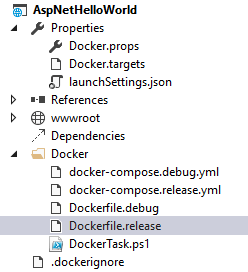 AspNetHelloWorld
Properties
Docker.props
Docker.targets
launchSettings.json
References
wwwroot
Dependencies
Docker
docker-compose.debug.yml
docker-compose.release.yml
Dockerfile.debug
Dockerfile.release
DockerTask.ps1
.dockerignore